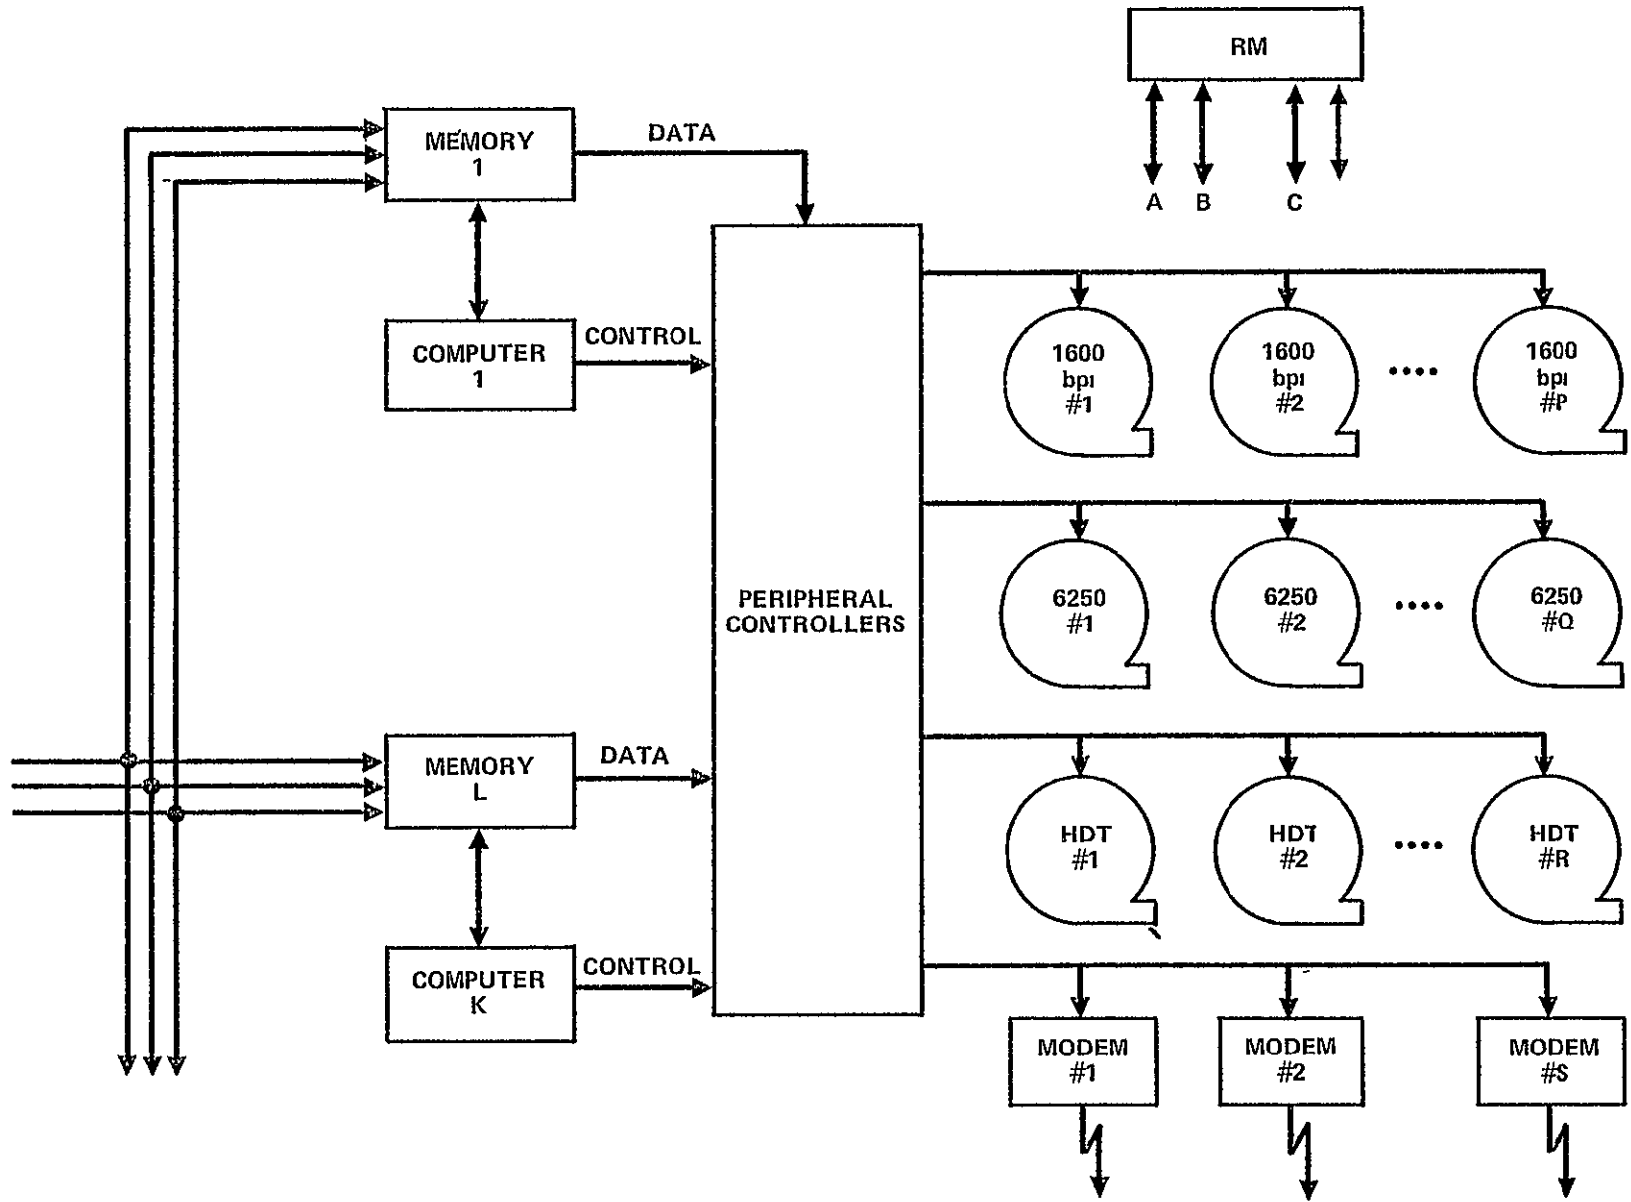 RM
A B C
MEMORY
1
DATA
COMPUTER
1
CONTROL
PERIPHERAL
CONTROLLERS
MEMORY
L
DATA
COMPUTER
K
CONTROL
1600
bpi
#1
1600
bpi
#2
1600
bpi
#P
6250
#1
6250
#2
6250
#Q
HDT
#1
HDT
#2
HDT
#R
MODEM
#1
MODEM
#2
MODEM
#S